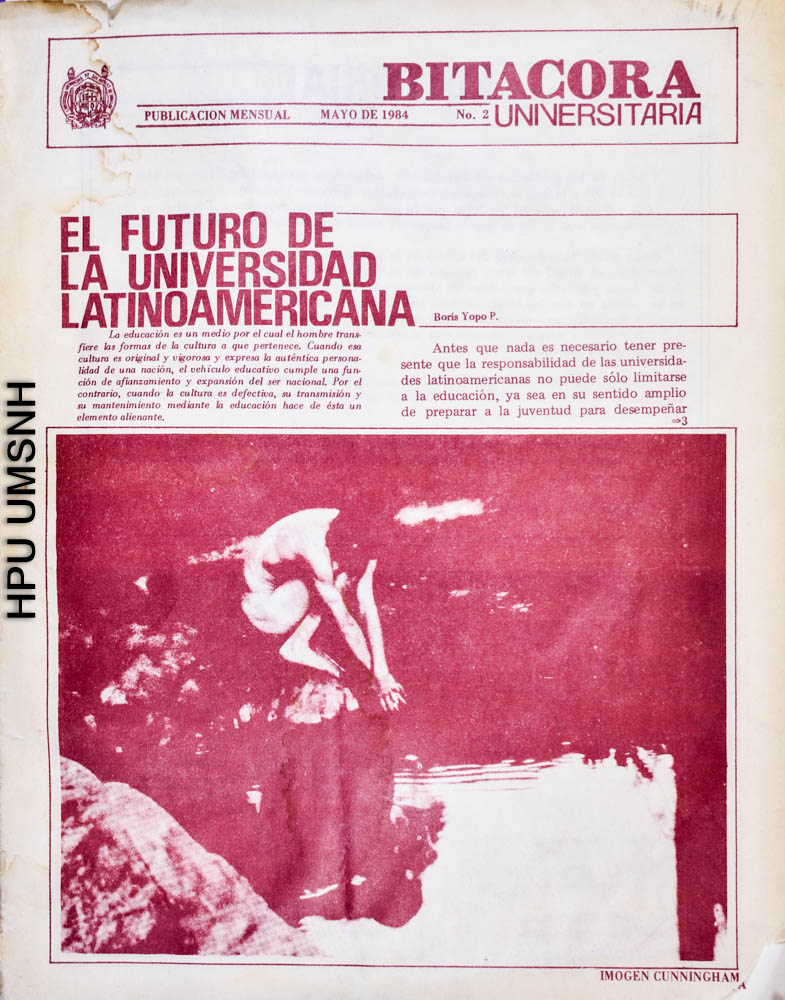 BITACORA
UNIVERSITARIA
PUBLICACION MENSUAL MAYO DE 1984 No. 2
EL FUTURO DE
LA UNIVERSIDAD
LATINOAMERICANA
Boris Yopo P.
La educación es un medio por el cual el hombre trans-
fiere las formas de la cultura a que pertenece. Cuando esa
cultura es original y vigorosa y expresa la auténtica persona-
lidad de una nación, el vehículo educativo cumple una fun-
ción de afianzamiento y expansión del ser nacional. Por el
contrario, cuando la cultura es defectiva, su transmisión y
su mantenimiento mediante la educación hace de ésta un
elemento alienante.
Antes que nada es necesario tener pre-
sente que la responsabilidad de las universida-
des latinoamericanas no puede sólo limitarse
a la educación, ya sea en su sentido amplio
de preparar a la juventud para desempeñar
⇒3
HPU UMSNH
IMOGEN CUNNINGHAM
A